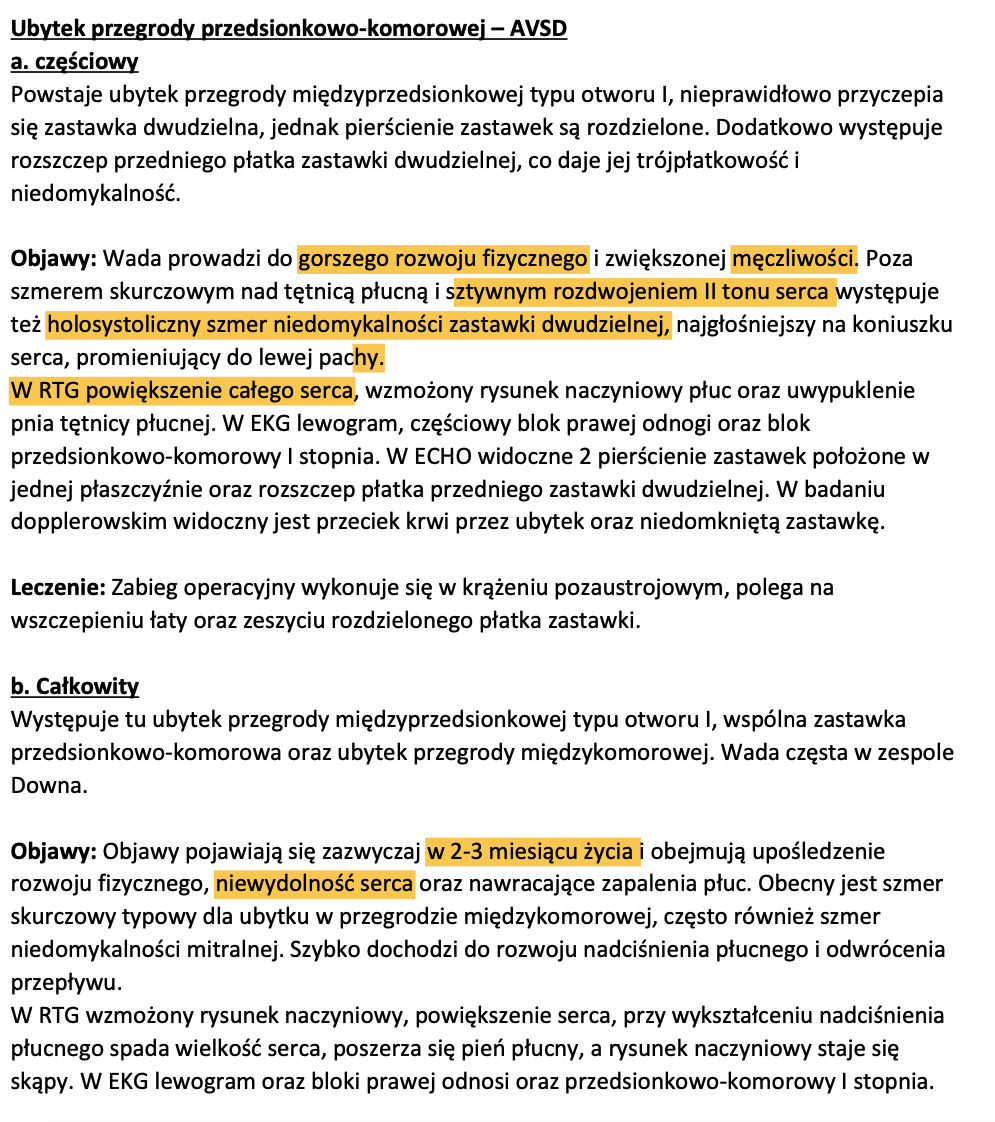 Ubytek przegrody przedsionkowo-komorowej – AVSD
a. częściowy
Powstaje ubytek przegrody międzyprzedsionkowej typu otworu I, nieprawidłowo przyczepia
się zastawka dwudzielna, jednak pierścienie zastawek są rozdzielone. Dodatkowo występuje
rozszczep przedniego płatka zastawki dwudzielnej, co daje jej trójpłatkowość i
niedomykalność.
Objawy: Wada prowadzi do gorszego rozwoju fizycznego i zwiększonej męczliwości. Poza
szmerem skurczowym nad tętnicą płucną i sztywnym rozdwojeniem II tonu serca występuje
też holosystoliczny szmer niedomykalności zastawki dwudzielnej, najgłośniejszy na koniuszku
serca, promieniujący do lewej pachy.
W RTG powiększenie całego serca, wzmożony rysunek naczyniowy płuc oraz uwypuklenie
pnia tętnicy płucnej. W EKG lewogram, częściowy blok prawej odnogi oraz blok
przedsionkowo-komorowy I stopnia. W ECHO widoczne 2 pierścienie zastawek położone w
jednej płaszczyźnie oraz rozszczep płatka przedniego zastawki dwudzielnej. W badaniu
dopplerowskim widoczny jest przeciek krwi przez ubytek oraz niedomkniętą zastawkę.
Leczenie: Zabieg operacyjny wykonuje się w krążeniu pozaustrojowym, polega na
wszczepieniu łaty oraz zeszyciu rozdzielonego płatka zastawki.
b. Całkowity
Występuje tu ubytek przegrody międzyprzedsionkowej typu otworu I, wspólna zastawka
przedsionkowo-komorowa oraz ubytek przegrody międzykomorowej. Wada częsta w zespole
Downa.
Objawy: Objawy pojawiają się zazwyczaj w 2-3 miesiącu życia i obejmują upośledzenie
rozwoju fizycznego, niewydolność serca oraz nawracające zapalenia płuc. Obecny jest szmer
skurczowy typowy dla ubytku w przegrodzie międzykomorowej, często również szmer
niedomykalności mitralnej. Szybko dochodzi do rozwoju nadciśnienia płucnego i odwrócenia
przepływu.
W RTG wzmożony rysunek naczyniowy, powiększenie serca, przy wykształceniu nadciśnienia
płucnego spada wielkość serca, poszerza się pień płucny, a rysunek naczyniowy staje się
skąpy. W EKG lewogram oraz bloki prawej odnosi oraz przedsionkowo-komorowy I stopnia.